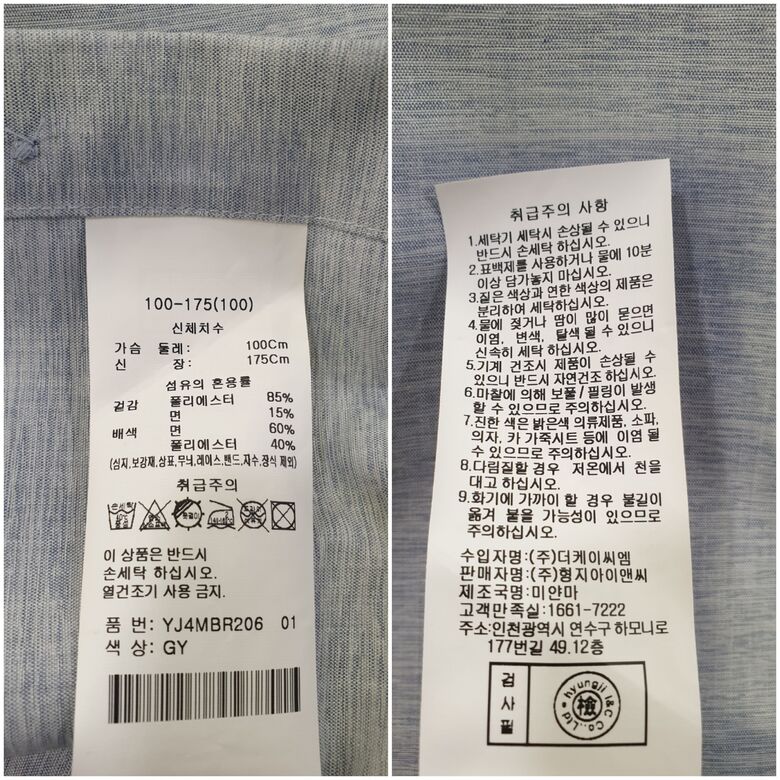 100-175(100)
신체치수
가슴 둘레: 100Cm
신 장: 175Cm
섬유의 혼용률
겉감 폴리에스터 85%
면 15%
배색 면 60%
폴리에스터 40%
(심지,보강재,상표,무늬,레이스,밴드,자수,장식 제외)
취급주의
손세탁
이 상품은 반드시
손세탁 하십시오.
열건조기 사용 금지.
품 번: YJ4MBR206 01
색 상: GY
취급주의 사항
1.세탁기 세탁시 손상될 수 있으니
반드시 손세탁 하십시오.
2.표백제를 사용하거나 물에 10분
이상 담가놓지 마십시오.
3.짙은 색상과 연한 색상의 제품은
분리하여 세탁하십시오.
4.물에 젖거나 땀이 많이 묻으면
이염, 변색, 탈색 될 수 있으니
신속히 세탁 하십시오.
5.기계 건조시 제품이 손상될 수
있으니 반드시 자연건조 하십시오.
6.마찰에 의해 보풀/필링이 발생
할 수 있으므로 주의하십시오.
7.진한 색은 밝은색 의류제품, 소파,
의자, 카 가죽시트 등에 이염 될
수 있으므로 주의하십시오.
8.다림질할 경우 저온에서 천을
대고 하십시오.
9.화기에 가까이 할 경우 불길이
옮겨 붙을 가능성이 있으므로
주의하십시오.
수입자명:(주)더케이씨엠
판매자명:(주)형지아이앤씨
제조국명:미얀마
고객만족실:1661-7222
주소:인천광역시 연수구 하모니로
177번길 49.12층
검사필
hyungji I&C Co., Ltd
檢